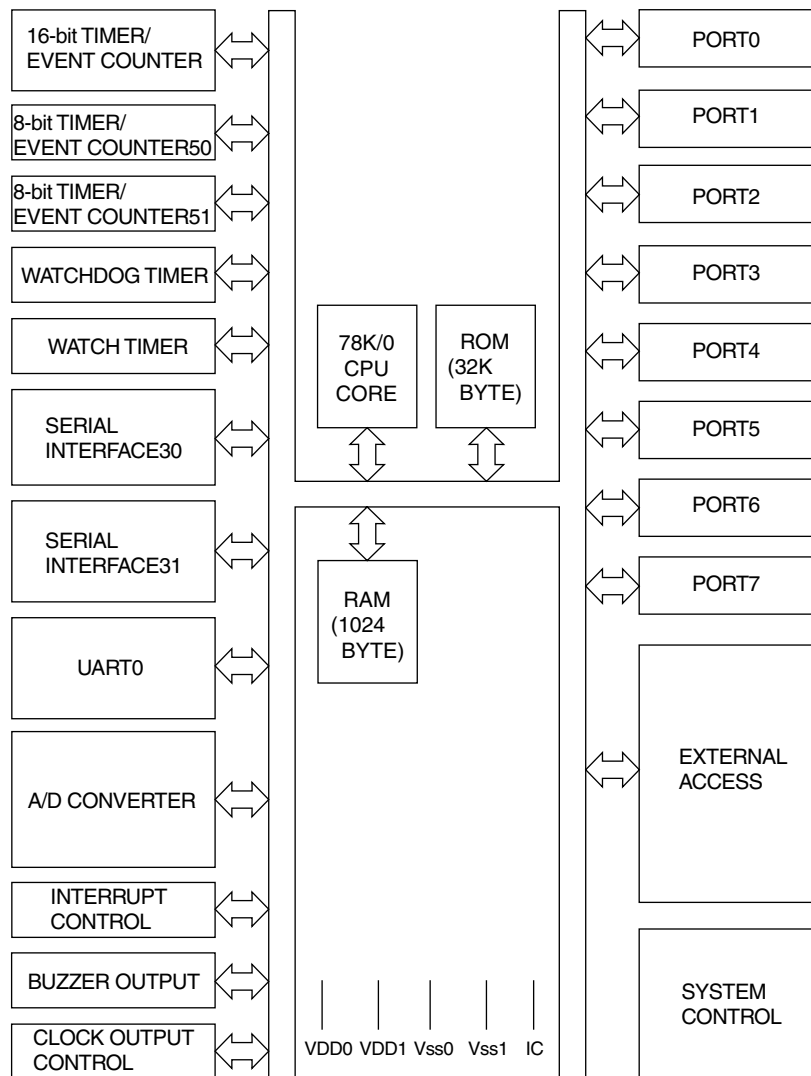 16-bit TIMER/
EVENT COUNTER
8-bit TIMER/
EVENT COUNTER50
8-bit TIMER/
EVENT COUNTER51
WATCHDOG TIMER
WATCH TIMER
SERIAL
INTERFACE30
SERIAL
INTERFACE31
UART0
A/D CONVERTER
INTERRUPT
CONTROL
BUZZER OUTPUT
CLOCK OUTPUT
CONTROL
78K/0
CPU
CORE
ROM
(32K
BYTE)
RAM
(1024
BYTE)
VDD0 VDD1 Vss0 Vss1 IC
PORT0
PORT1
PORT2
PORT3
PORT4
PORT5
PORT6
PORT7
EXTERNAL
ACCESS
SYSTEM
CONTROL